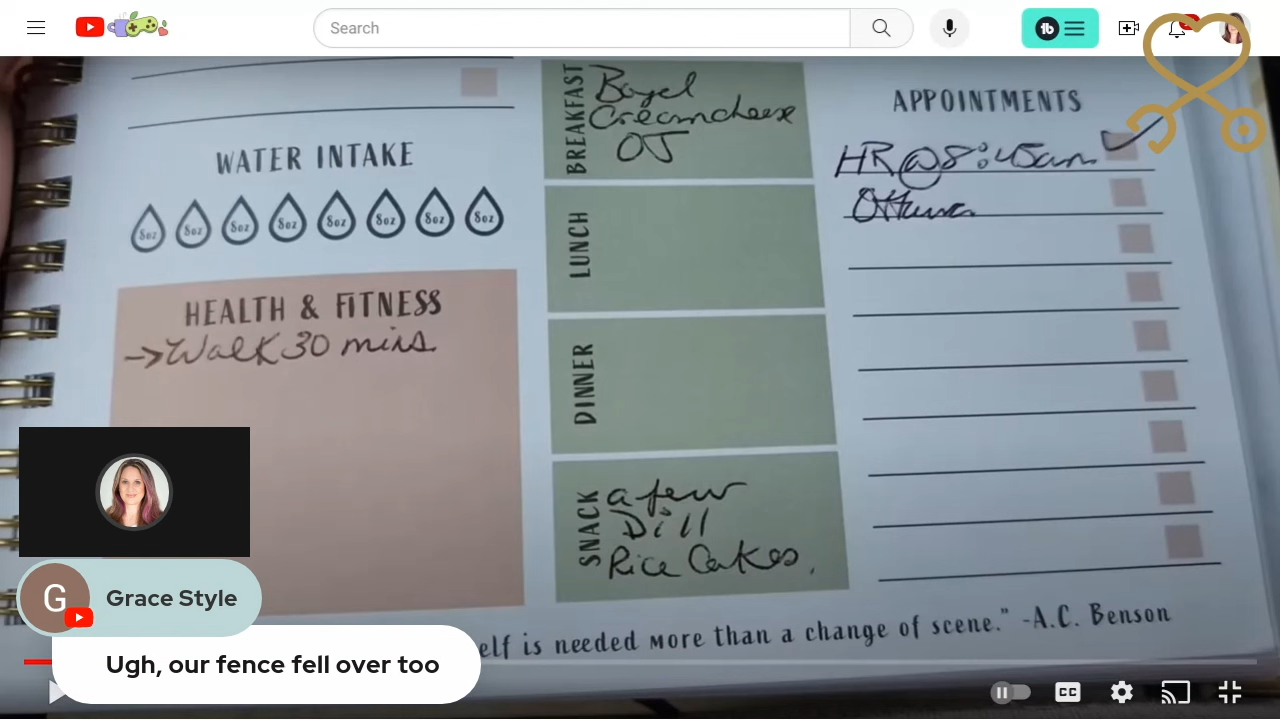 Search
WATER INTAKE
8oz 8oz 8oz 8oz 8oz 8oz 8oz 8oz
HEALTH & FITNESS
→Walk 30 mins.
BREAKFAST
Bagel
Creamcheese
OJ
LUNCH
DINNER
SNACK
a few
Dill
Rice Cakes.
APPOINTMENTS
HR @ 8:45am
Ottawa
elf is needed more than a change of scene." -A.C. Benson
G
Grace Style
Ugh, our fence fell over too
CC